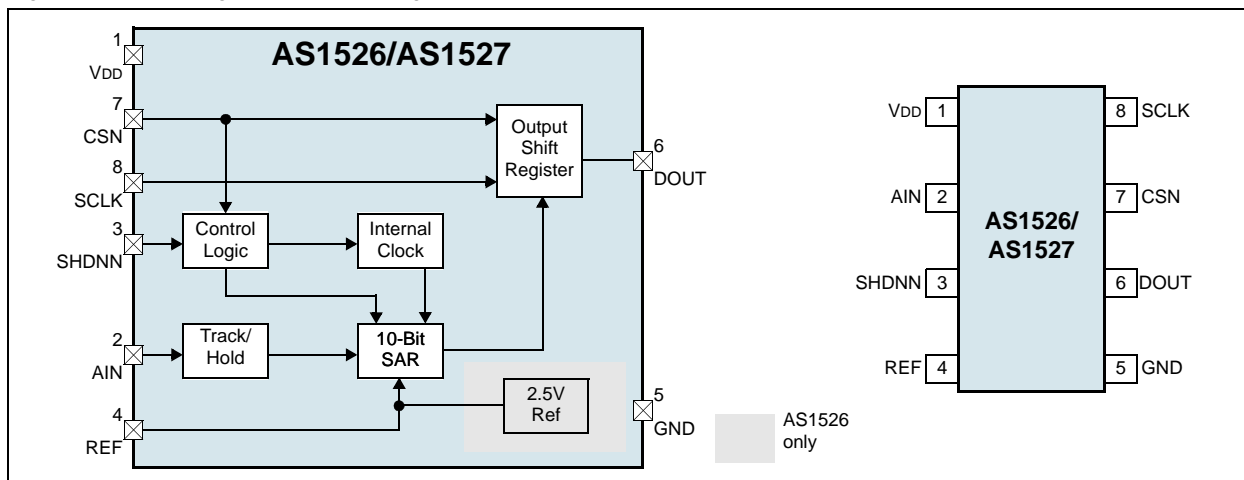 AS1526/AS1527
1
VDD
7
CSN
8
SCLK
3
SHDNN
2
AIN
4
REF
Control
Logic
Internal
Clock
Track/
Hold
10-Bit
SAR
Output
Shift
Register
2.5V
Ref
6
DOUT
5
GND
AS1526
only
VDD 1
AIN 2
SHDNN 3
REF 4
AS1526/
AS1527
8 SCLK
7 CSN
6 DOUT
5 GND